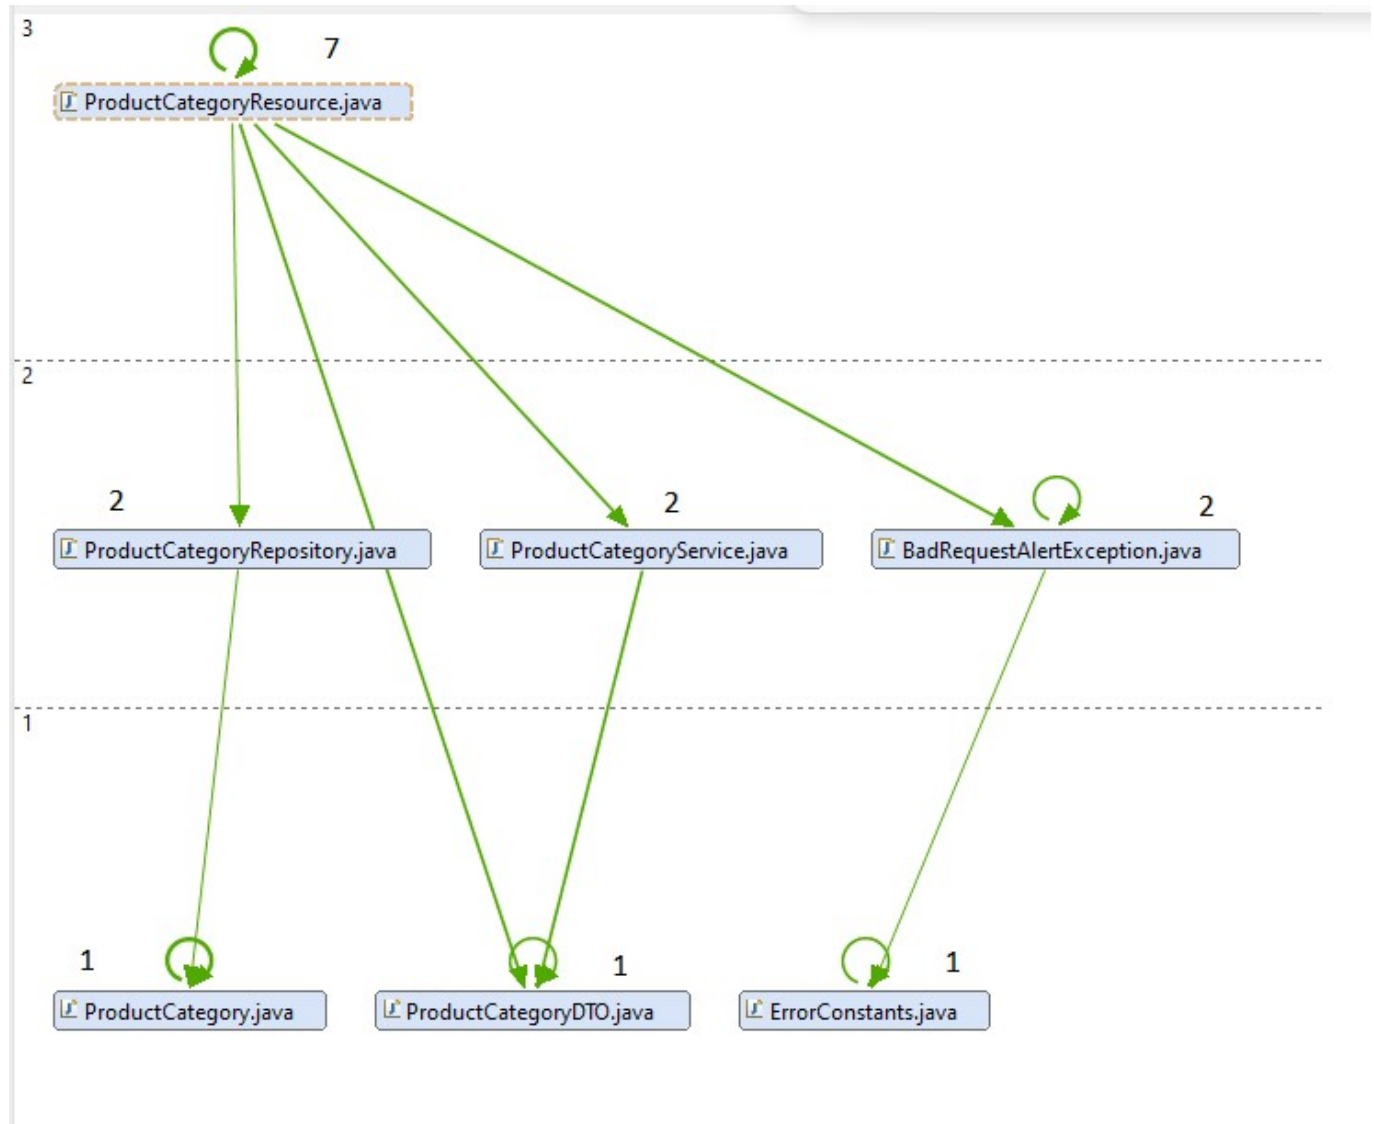 3
7
ProductCategoryResource.java
2
2
2
2
ProductCategoryRepository.java
ProductCategoryService.java
BadRequestAlertException.java
1
1
1
1
ProductCategory.java
ProductCategoryDTO.java
ErrorConstants.java